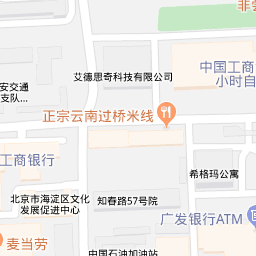 非会
中国工商
小时自
艾德思奇科技有限公司
安交通
支队...
正宗云南过桥米线
工商银行
希格玛公寓
北京市海淀区文化
发展促进中心
知春路57号院
广发银行ATM
麦当劳
中国石油加油站